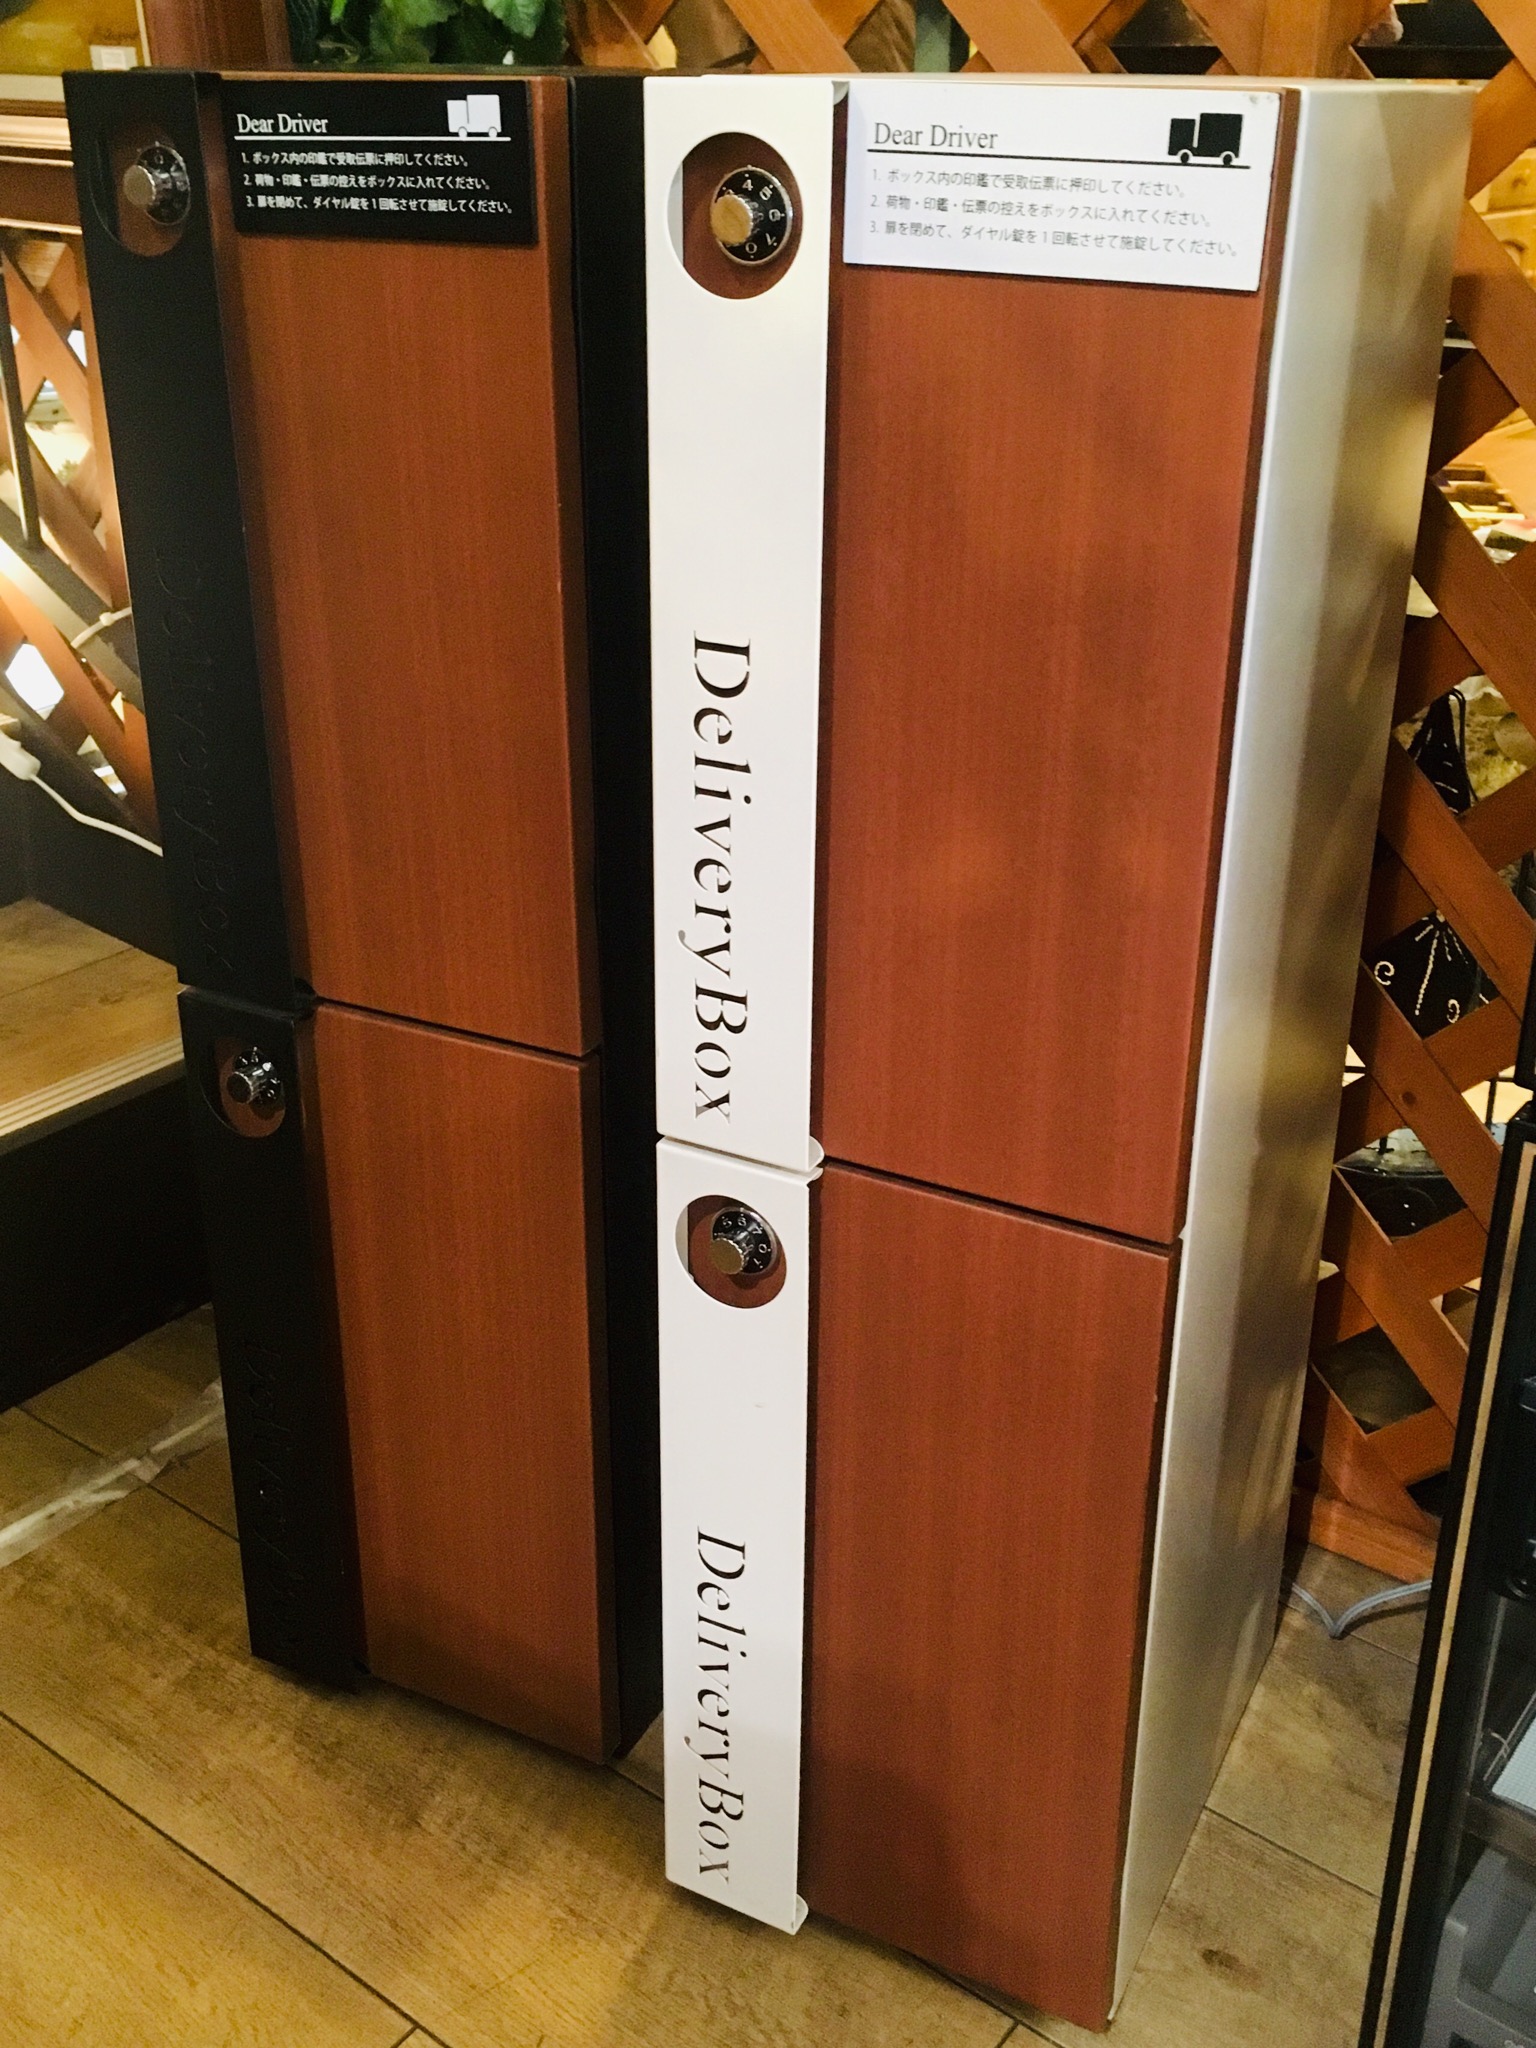 Dear Driver
1. ボックス内の印鑑で受取伝票に押印してください。
2. 荷物・印鑑・伝票の控えをボックスに入れてください。
3. 扉を閉めて、ダイヤル錠を1回転させて施錠してください。
DeliveryBox
DeliveryBox
Dear Driver
1. ボックス内の印鑑で受取伝票に押印してください。
2. 荷物・印鑑・伝票の控えをボックスに入れてください。
3. 扉を閉めて、ダイヤル錠を1回転させて施錠してください。
DeliveryBox
DeliveryBox